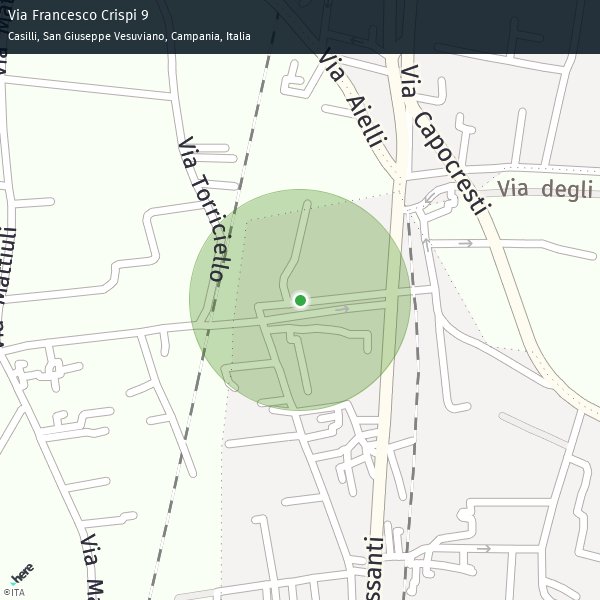 Via Francesco Crispi 9
Casilli, San Giuseppe Vesuviano, Campania, Italia
Via Aielli
Via Capocresti
Via Torriciello
Via degli
Mattiuli
Via Ma
ssanti
here
©ITA